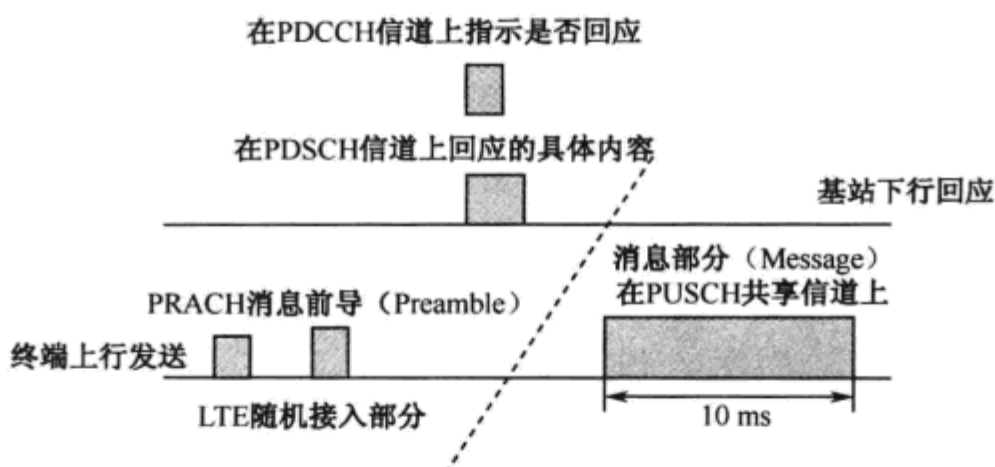 在PDCCH信道上指示是否回应
在PDSCH信道上回应的具体内容
基站下行回应
消息部分（Message）
在PUSCH共享信道上
PRACH消息前导（Preamble）
终端上行发送
10 ms
LTE随机接入部分